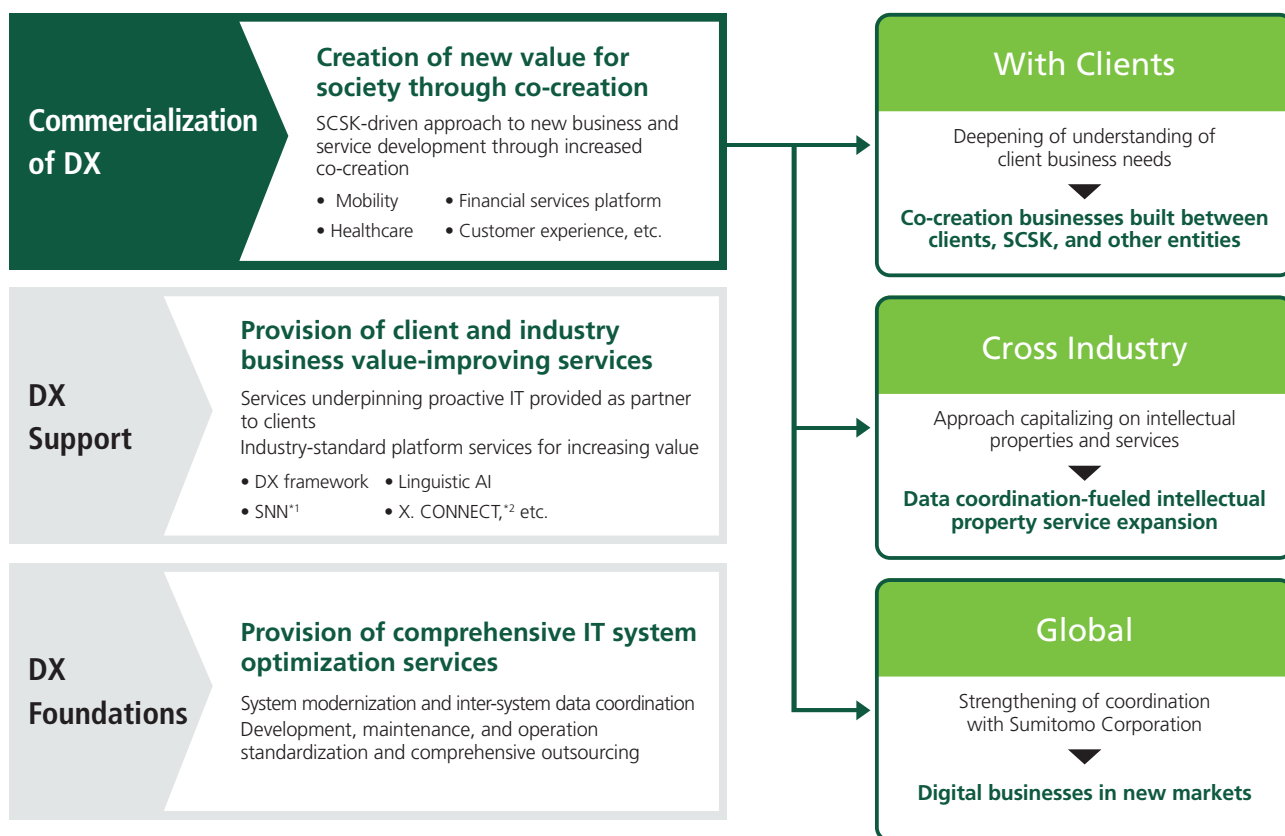 Commercialization
of DX
Creation of new value for
society through co-creation
SCSK-driven approach to new business and
service development through increased
co-creation
• Mobility • Financial services platform
• Healthcare • Customer experience, etc.
DX
Support
Provision of client and industry
business value-improving services
Services underpinning proactive IT provided as partner
to clients
Industry-standard platform services for increasing value
• DX framework • Linguistic AI
• SNN*1 • X. CONNECT,*2 etc.
DX
Foundations
Provision of comprehensive IT system
optimization services
System modernization and inter-system data coordination
Development, maintenance, and operation
standardization and comprehensive outsourcing
With Clients
Deepening of understanding of
client business needs
Co-creation businesses built between
clients, SCSK, and other entities
Cross Industry
Approach capitalizing on intellectual
properties and services
Data coordination-fueled intellectual
property service expansion
Global
Strengthening of coordination
with Sumitomo Corporation
Digital businesses in new markets